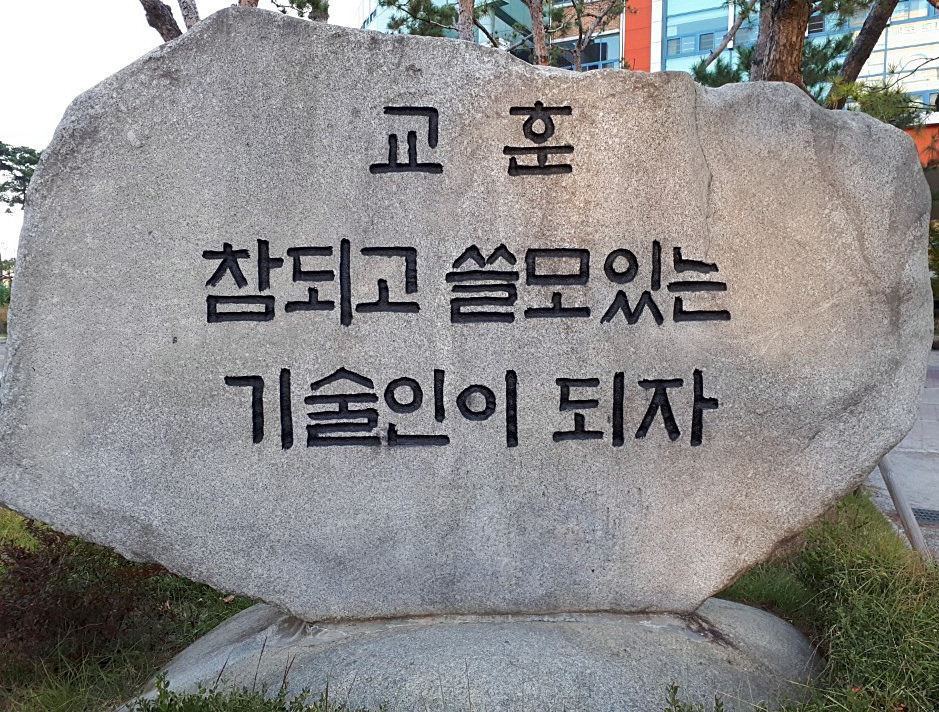 교 훈
참되고 쓸모있는
기술인이 되자